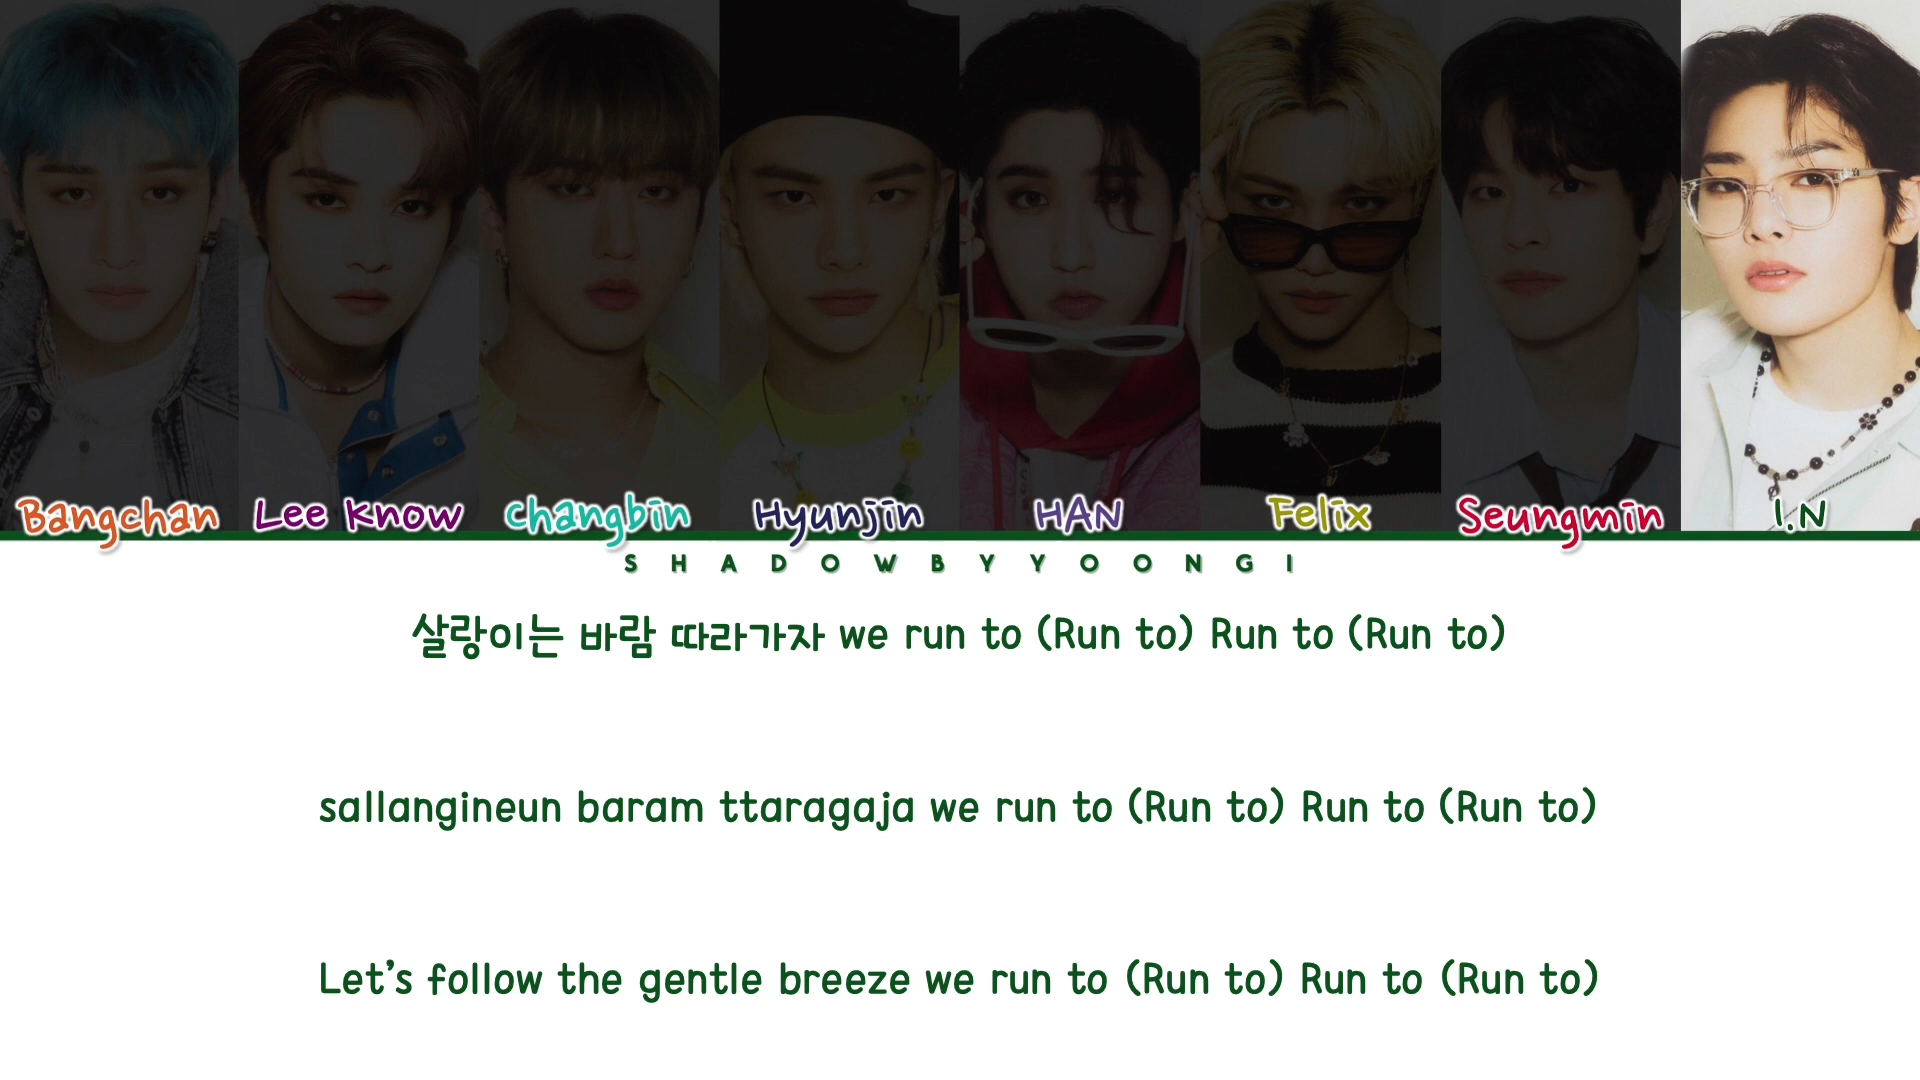 Bangchan Lee Know Changbin Hyunjin HAN Felix Seungmin I.N
SHADOWBYYOONGI
살랑이는 바람 따라가자 we run to (Run to) Run to (Run to)
sallangineun baram ttaragaja we run to (Run to) Run to (Run to)
Let’s follow the gentle breeze we run to (Run to) Run to (Run to)